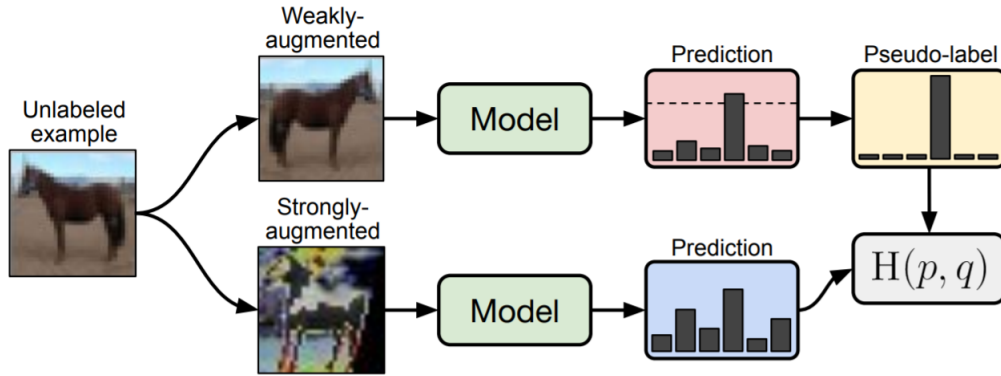 Unlabeled
example
Weakly-
augmented
Model
Prediction
Pseudo-label
Strongly-
augmented
Model
Prediction
H(p, q)